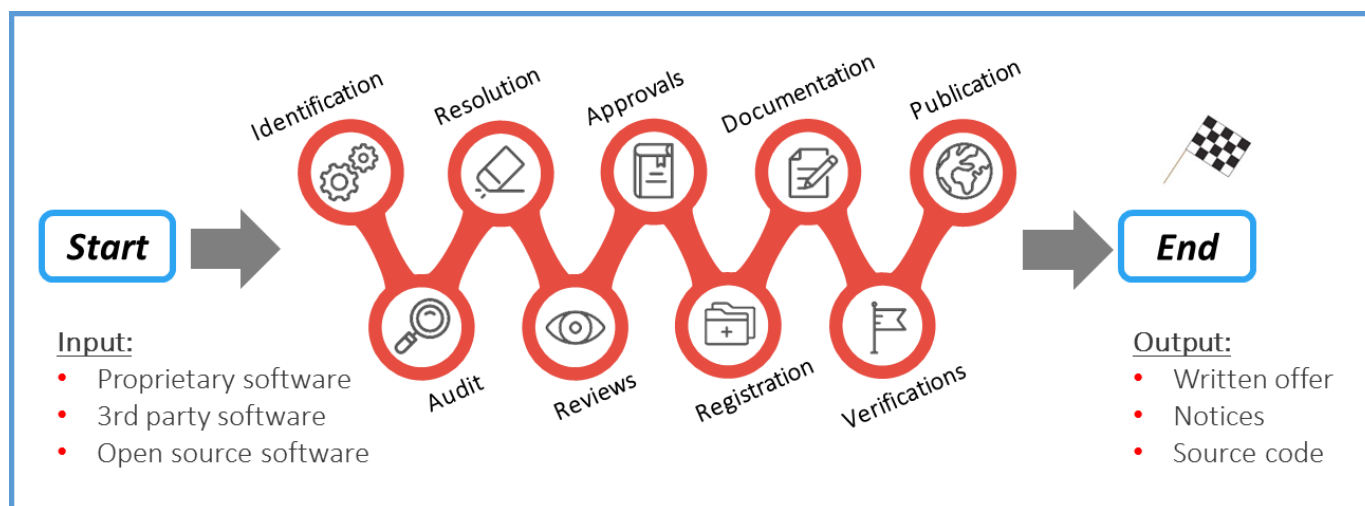 Identification
Resolution
Approvals
Documentation
Publication
Start
End
Audit
Reviews
Registration
Verifications
Input:
• Proprietary software
• 3rd party software
• Open source software
Output:
• Written offer
• Notices
• Source code